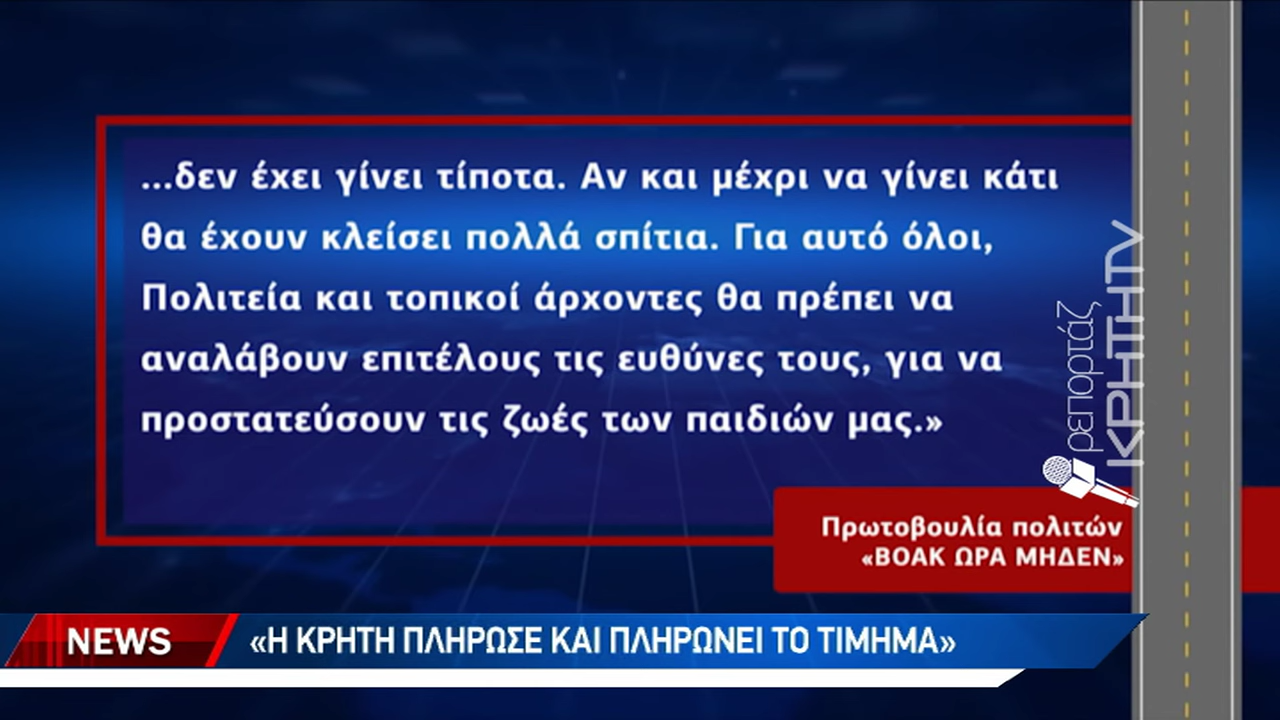 ...δεν έχει γίνει τίποτα. Αν και μέχρι να γίνει κάτι
θα έχουν κλείσει πολλά σπίτια. Για αυτό όλοι,
Πολιτεία και τοπικοί άρχοντες θα πρέπει να
αναλάβουν επιτέλους τις ευθύνες τους, για να
προστατεύσουν τις ζωές των παιδιών μας.»
ρεπορτάζ
ΚΡΗΤΗTV
Πρωτοβουλία πολιτών
«ΒΟΑΚ ΩΡΑ ΜΗΔΕΝ»
NEWS
«Η ΚΡΗΤΗ ΠΛΗΡΩΣΕ ΚΑΙ ΠΛΗΡΩΝΕΙ ΤΟ ΤΙΜΗΜΑ»